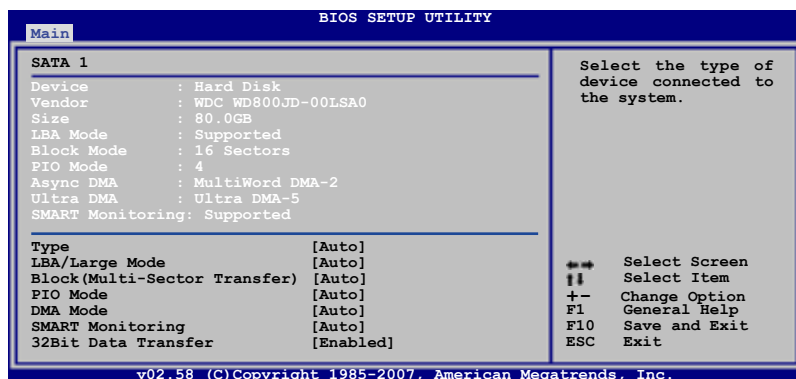 BIOS SETUP UTILITY
Main
SATA 1
Device : Hard Disk
Vendor : WDC WD800JD-00LSA0
Size : 80.0GB
LBA Mode : Supported
Block Mode : 16 Sectors
PIO Mode : 4
Async DMA : MultiWord DMA-2
Ultra DMA : Ultra DMA-5
SMART Monitoring: Supported
Type [Auto]
LBA/Large Mode [Auto]
Block(Multi-Sector Transfer) [Auto]
PIO Mode [Auto]
DMA Mode [Auto]
SMART Monitoring [Auto]
32Bit Data Transfer [Enabled]
Select the type of
device connected to
the system.
Select Screen
Select Item
+- Change Option
F1 General Help
F10 Save and Exit
ESC Exit
v02.58 (C)Copyright 1985-2007, American Megatrends, Inc.